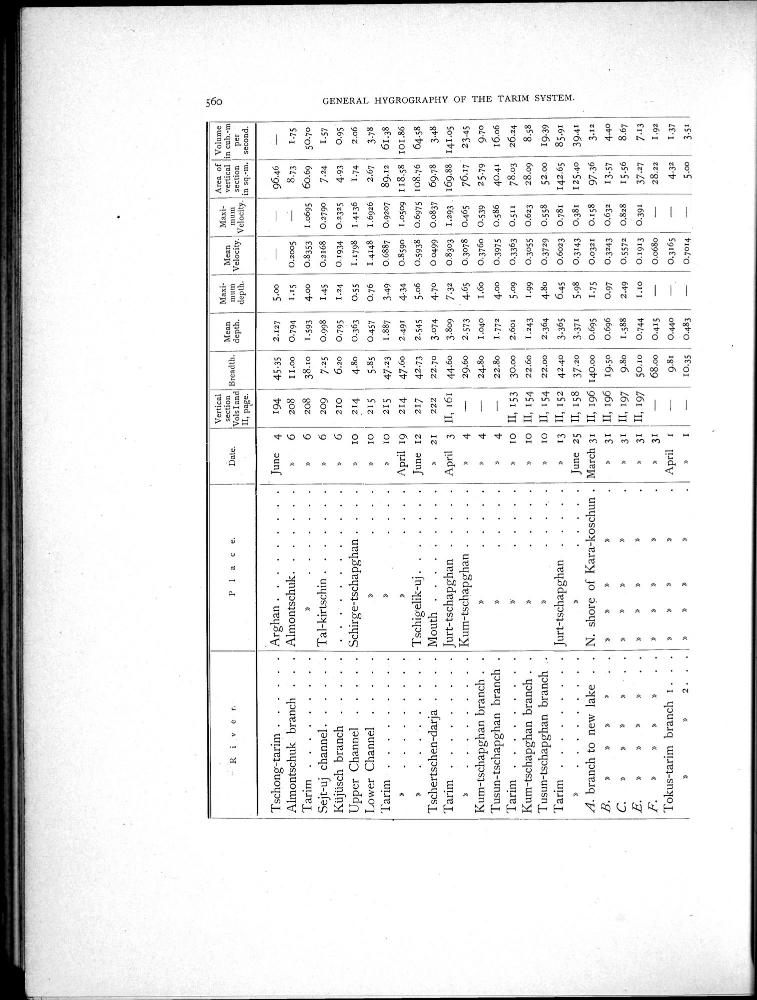 560
GENERAL HYGROGRAPHY OF THE TARIM SYSTEM.
River. | Place. | Date. | Vertical section Vols I and II, page. | Breadth. | Mean depth. | Maximum depth. | Mean Velocity. | Maximum Velocity. | Area of vertical section in sq.-m. | Volume in cub.-m per second.
Tschong-tarim . . . | Arghan . . . | June 4 | 194 | 45.35 | 2.127 | 5.00 | — | — | 96.46 | —
Almontschuk branch . . . | Almontschuk . . . | » 6 | 208 | 11.00 | 0.794 | 1.15 | 0.2005 | — | 8.73 | 1.75
Tarim . . . | » . . . | » 6 | 208 | 38.10 | 1.593 | 4.00 | 0.8353 | 1.0695 | 60.69 | 50.70
Sejt-uj channel . . . | Tal-kirtschin . . . | » 6 | 209 | 7.25 | 0.998 | 1.45 | 0.2168 | 0.2790 | 7.24 | 1.57
Küjüsch branch . . . | . . . | » 6 | 210 | 6.20 | 0.795 | 1.24 | 0.1934 | 0.2325 | 4.93 | 0.95
Upper Channel . . . | Schirge-tschapghan . . . | » 10 | 214 | 4.80 | 0.363 | 0.55 | 1.1798 | 1.4136 | 1.74 | 2.06
Lower Channel . . . | » . . . | » 10 | 215 | 5.85 | 0.457 | 0.76 | 1.4148 | 1.6926 | 2.67 | 3.78
Tarim . . . | » . . . | » 10 | 215 | 47.23 | 1.887 | 3.49 | 0.6887 | 0.9207 | 89.12 | 61.38
» . . . | » . . . | April 19 | 214 | 47.60 | 2.491 | 4.34 | 0.8590 | 1.0509 | 118.58 | 101.86
» . . . | Tschigelik-uj . . . | June 12 | 217 | 42.73 | 2.545 | 5.06 | 0.5938 | 0.6975 | 108.76 | 64.58
Tschertschen-darja . . . | Mouth . . . | » 21 | 222 | 22.70 | 3.074 | 4.70 | 0.0499 | 0.0837 | 69.78 | 3.48
Tarim . . . | Jurt-tschapghan . . . | April 3 | II, 161 | 44.60 | 3.809 | 7.32 | 0.8303 | 1.293 | 169.88 | 141.05
» . . . | Kum-tschapghan . . . | » 4 | — | 29.60 | 2.573 | 4.65 | 0.3078 | 0.465 | 76.17 | 23.45
Kum-tschapghan branch . . | » . . . | » 4 | — | 24.80 | 1.040 | 1.60 | 0.3760 | 0.539 | 25.79 | 9.70
Tusun-tschapghan branch . | » . . . | » 4 | — | 22.80 | 1.772 | 4.00 | 0.3975 | 0.586 | 40.41 | 16.06
Tarim . . . | » . . . | » 10 | II, 153 | 30.00 | 2.601 | 5.09 | 0.3363 | 0.511 | 78.03 | 26.24
Kum-tschapghan branch . . | » . . . | » 10 | II, 154 | 22.60 | 1.243 | 1.99 | 0.3055 | 0.623 | 28.09 | 8.58
Tusun-tschapghan branch . . | » . . . | » 10 | II, 154 | 22.00 | 2.364 | 4.80 | 0.3729 | 0.558 | 52.00 | 19.39
Tarim . . . | Jurt-tschapghan . . . | » 13 | II, 152 | 42.40 | 3.365 | 6.45 | 0.6023 | 0.781 | 142.65 | 85.91
» . . . | » . . . | June 25 | II, 158 | 37.20 | 3.371 | 5.98 | 0.3143 | 0.381 | 125.40 | 39.41
A. branch to new lake . . | N. shore of Kara-koschun . | March 31 | II, 196 | 140.00 | 0.695 | 1.75 | 0.0321 | 0.158 | 97.36 | 3.12
B. » » » » . | » » » » . | » 31 | II, 196 | 19.50 | 0.696 | 0.97 | 0.3243 | 0.632 | 13.57 | 4.40
C. » » » » . | » » » » . | » 31 | II, 197 | 9.80 | 1.588 | 2.49 | 0.5572 | 0.828 | 15.56 | 8.67
E. » » » » . | » » » » . | » 31 | II, 197 | 50.10 | 0.744 | 1.10 | 0.1913 | 0.391 | 37.27 | 7.13
F. » » » » . | » » » » . | » 31 | — | 68.00 | 0.415 | — | 0.0680 | — | 28.22 | 1.92
Tokus-tarim branch 1 . . | » » » » . | April 1 | — | 9.81 | 0.440 | — | 0.3165 | — | 4.32 | 1.37
» » 2 . . . | » » » » . | » 1 | — | 10.35 | 0.483 | — | 0.7014 | — | 5.00 | 3.51